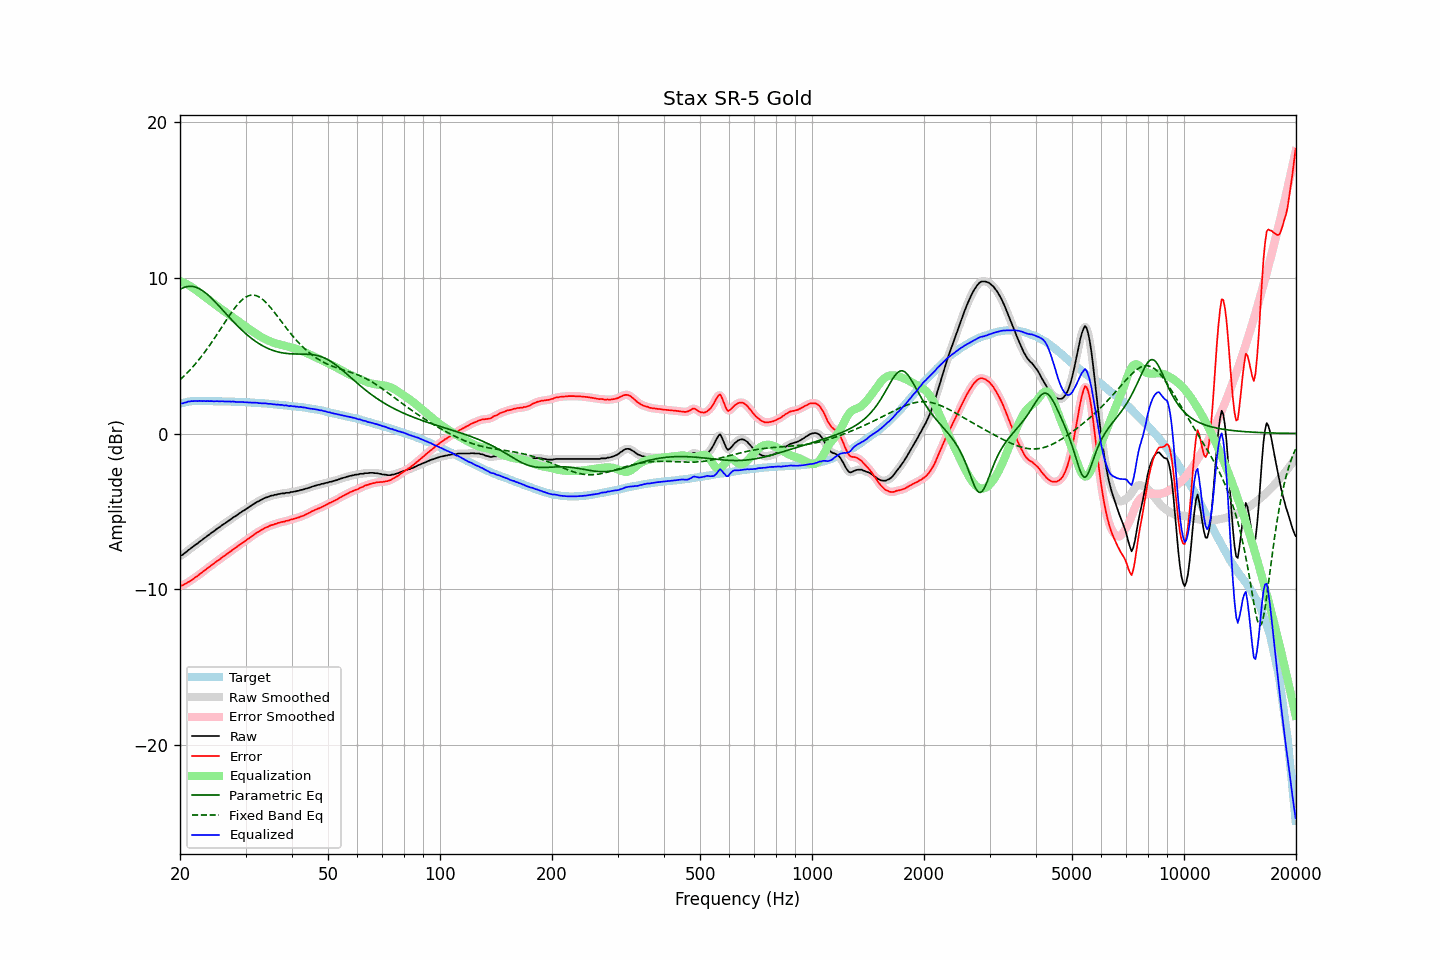 Stax SR-5 Gold
Amplitude (dBr)
20
10
0
−10
−20
Target
Raw Smoothed
Error Smoothed
Raw
Error
Equalization
Parametric Eq
Fixed Band Eq
Equalized
20 50 100 200 500 1000 2000 5000 10000 20000
Frequency (Hz)